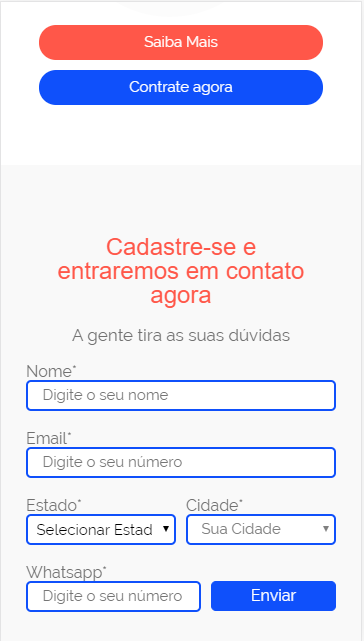 Saiba Mais
Contrate agora
Cadastre-se e
entraremos em contato
agora
A gente tira as suas dúvidas
Nome*
Digite o seu nome
Email*
Digite o seu número
Estado* Cidade*
Selecionar Estad Sua Cidade
Whatsapp*
Digite o seu número Enviar